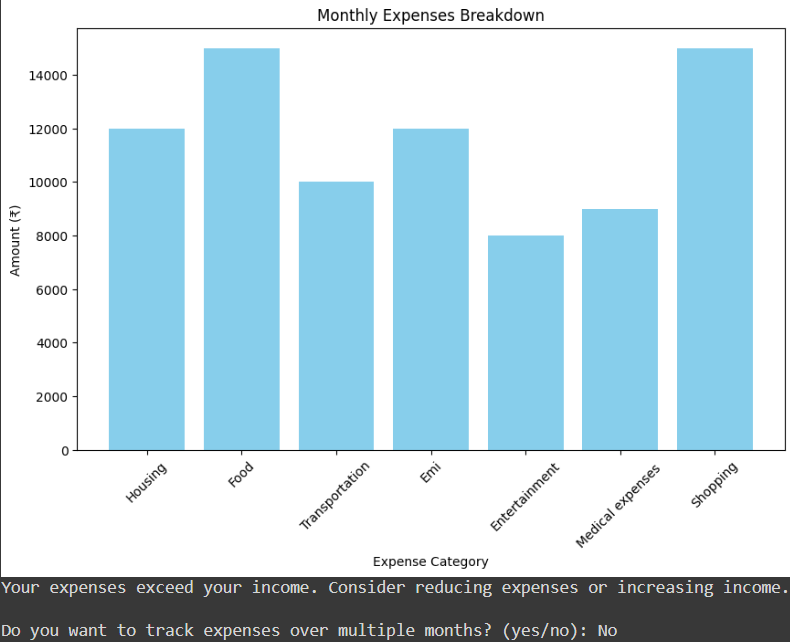 Monthly Expenses Breakdown
14000
12000
10000
8000
6000
4000
2000
0
Amount (₹)
Housing
Food
Transportation
Emi
Entertainment
Medical expenses
Shopping
Expense Category
Your expenses exceed your income. Consider reducing expenses or increasing income.
Do you want to track expenses over multiple months? (yes/no): No